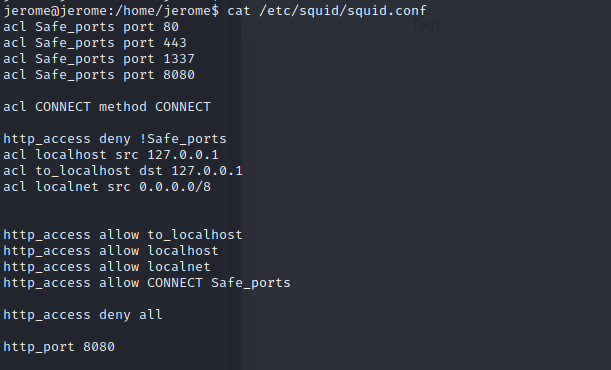 jerome@jerome:/home/jerome$ cat /etc/squid/squid.conf
acl Safe_ports port 80
acl Safe_ports port 443
acl Safe_ports port 1337
acl Safe_ports port 8080
acl CONNECT method CONNECT
http_access deny !Safe_ports
acl localhost src 127.0.0.1
acl to_localhost dst 127.0.0.1
acl localnet src 0.0.0.0/8
http_access allow to_localhost
http_access allow localhost
http_access allow localnet
http_access allow CONNECT Safe_ports
http_access deny all
http_port 8080
Tags